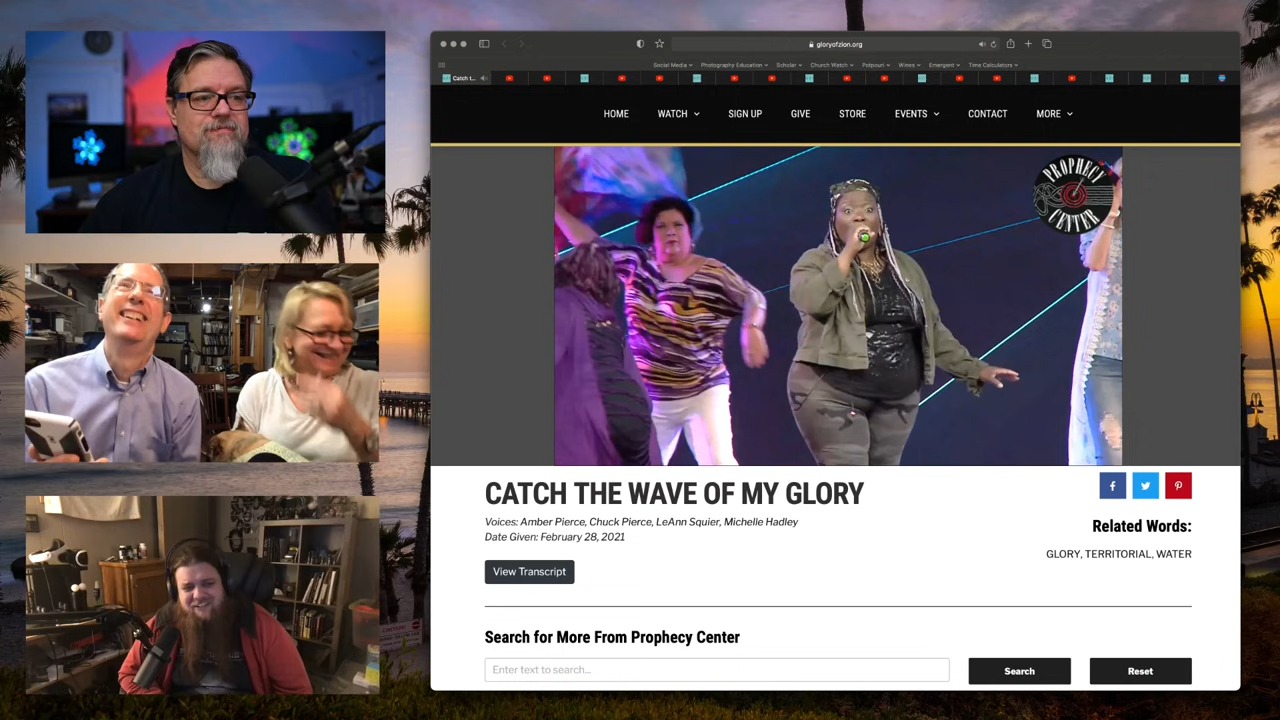 gloryofzion.org
Social Media
Photography Education
Scholar
Church Watch
Potpouri
Wines
Emergent
Time Calculators
Catch t...
HOME
WATCH
SIGN UP
GIVE
STORE
EVENTS
CONTACT
MORE
PROPHECY
CENTER
CATCH THE WAVE OF MY GLORY
Voices: Amber Pierce, Chuck Pierce, LeAnn Squier, Michelle Hadley
Date Given: February 28, 2021
View Transcript
Related Words:
GLORY, TERRITORIAL, WATER
Search for More From Prophecy Center
Enter text to search...
Search
Reset